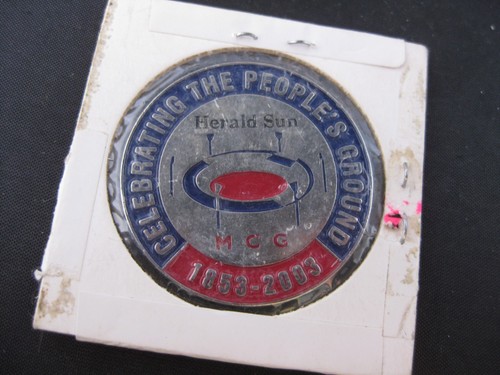 CELEBRATING THE PEOPLE'S GROUND
Herald Sun
MCG
1853-2003